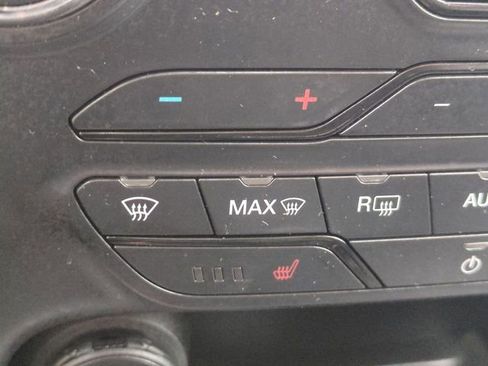 - + -
MAX R AU